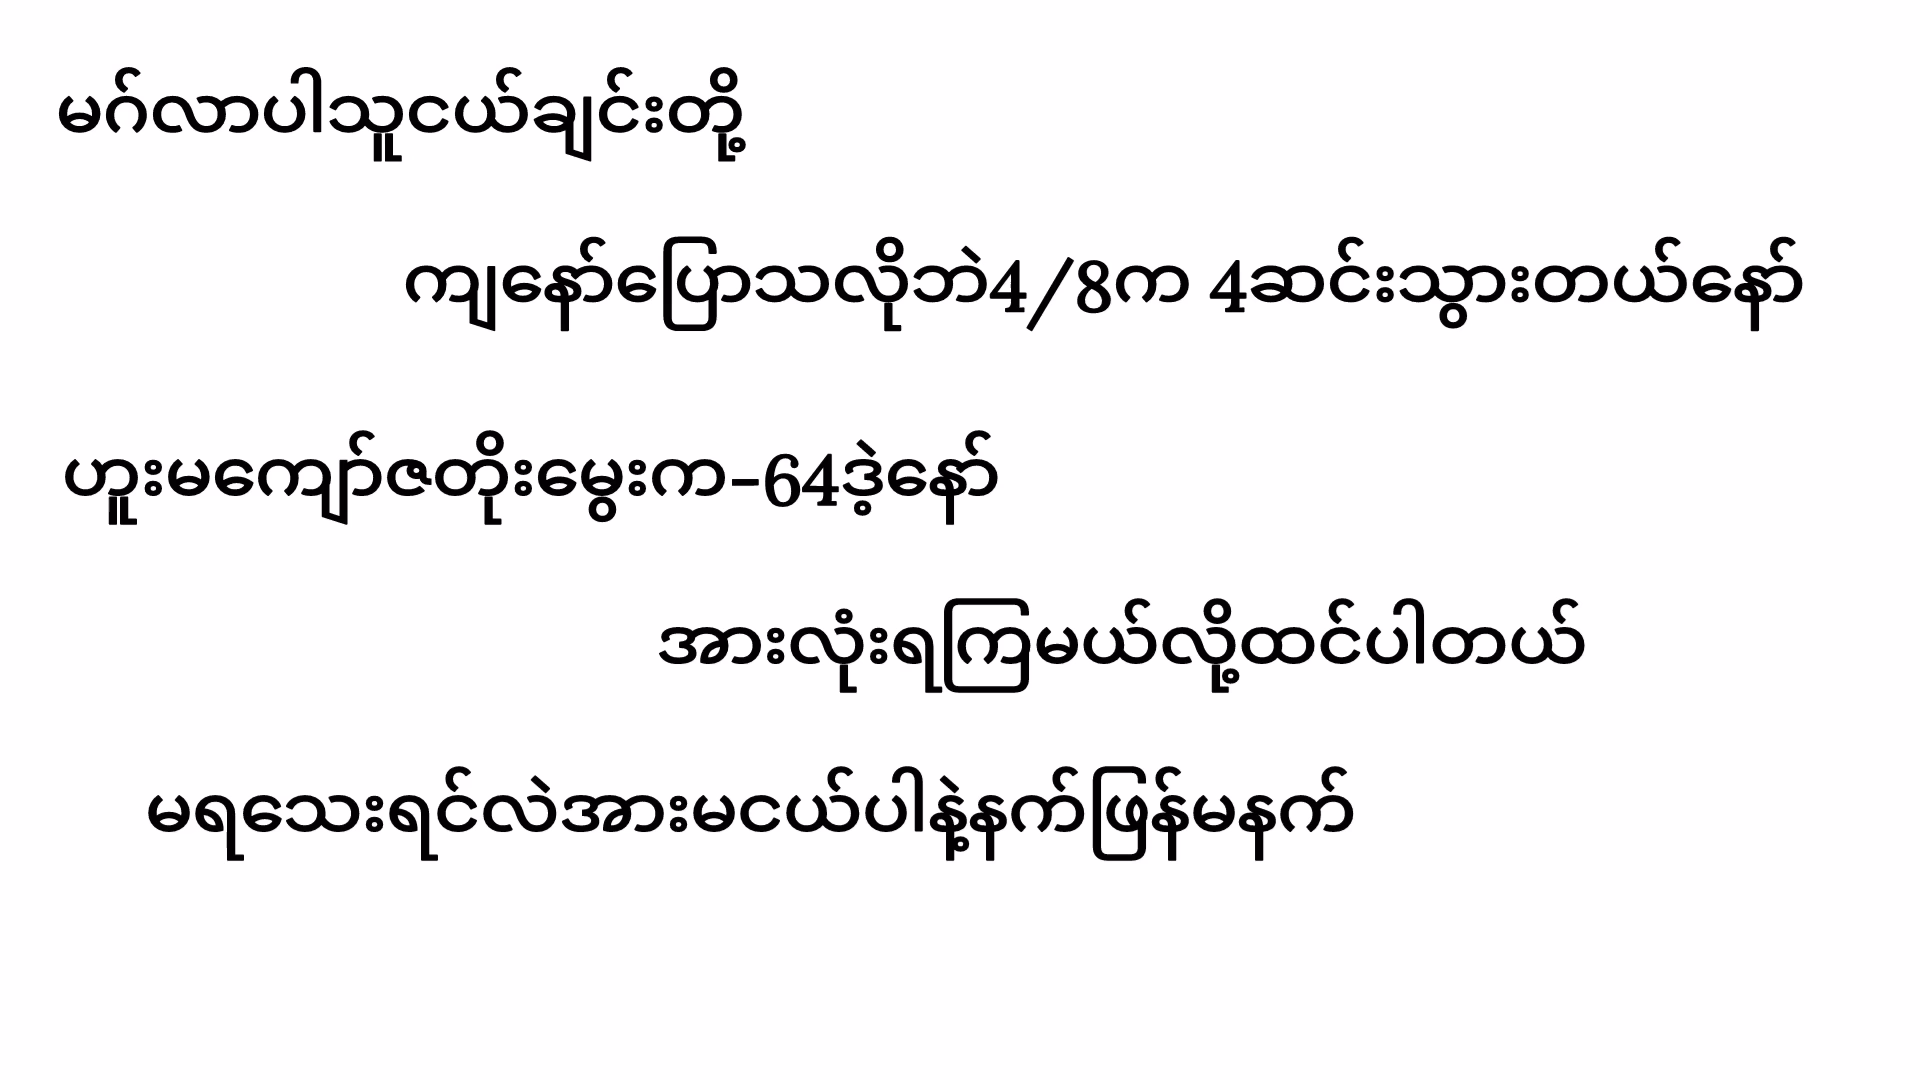 မဂ်လာပါသူငယ်ချင်းတို့
ကျနော်ပြောသလိုဘဲ4/8က 4ဆင်းသွားတယ်နော်
ဟူးမကျော်ဇတိုးမွေးက-64ဒဲ့နော်
အားလုံးရကြမယ်လို့ထင်ပါတယ်
မရသေးရင်လဲအားမငယ်ပါနဲ့နက်ဖြန်မနက်